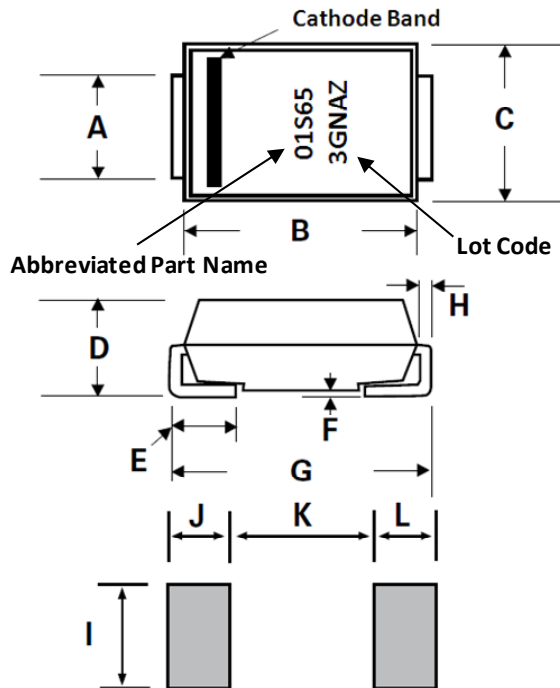 Cathode Band
A
01S65
3GNAZ
C
B
Abbreviated Part Name
Lot Code
D
H
E
F
G
J
K
L
I